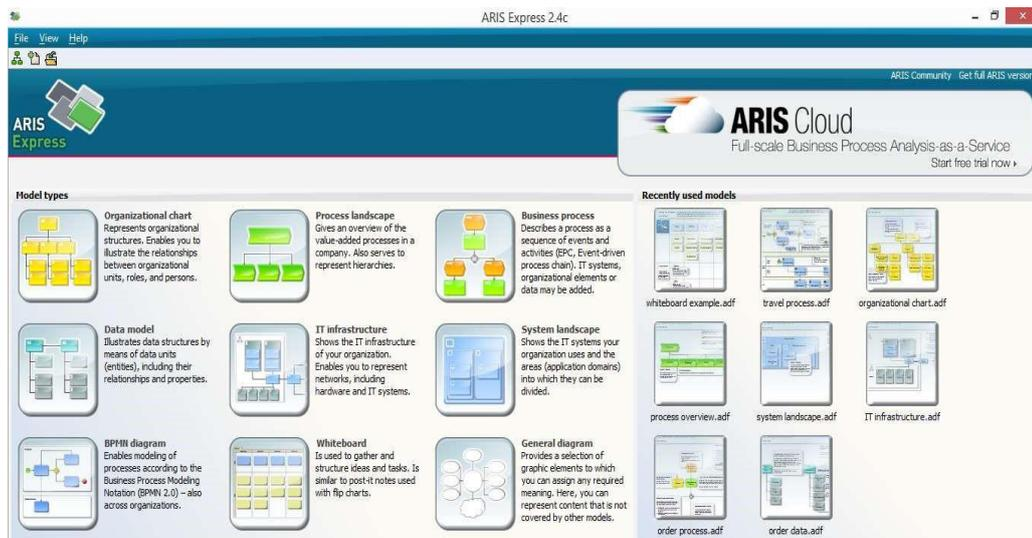 ARIS Express 2.4c
File View Help
ARIS Community Get full ARIS version
ARIS
Express
ARIS Cloud
Full-scale Business Process Analysis-as-a-Service
Start free trial now
Model types
Organizational chart
Represents organizational
structures. Enables you to
illustrate the relationships
between organizational
units, roles, and persons.
Process landscape
Gives an overview of the
value-added processes in a
company. Also serves to
represent hierarchies.
Business process
Describes a process as a
sequence of events and
activities (EPC, Event-driven
process chain). IT systems,
organizational elements or
data may be added.
Data model
Illustrates data structures by
means of data units
(entities), including their
relationships and properties.
IT infrastructure
Shows the IT infrastructure
of your organization.
Enables you to represent
networks, including
hardware and IT systems.
System landscape
Shows the IT systems your
organization uses and the
areas (application domains)
into which they can be
divided.
BPMN diagram
Enables modeling of
processes according to the
Business Process Modeling
Notation (BPMN 2.0) – also
across organizations.
Whiteboard
Is used to gather and
structure ideas and tasks. Is
similar to post-it notes used
with flip charts.
General diagram
Provides a selection of
graphic elements to which
you can assign any required
meaning. Here, you can
represent content that is not
covered by other models.
Recently used models
whiteboard example.adf
travel process.adf
organizational chart.adf
process overview.adf
system landscape.adf
IT infrastructure.adf
order process.adf
order data.adf